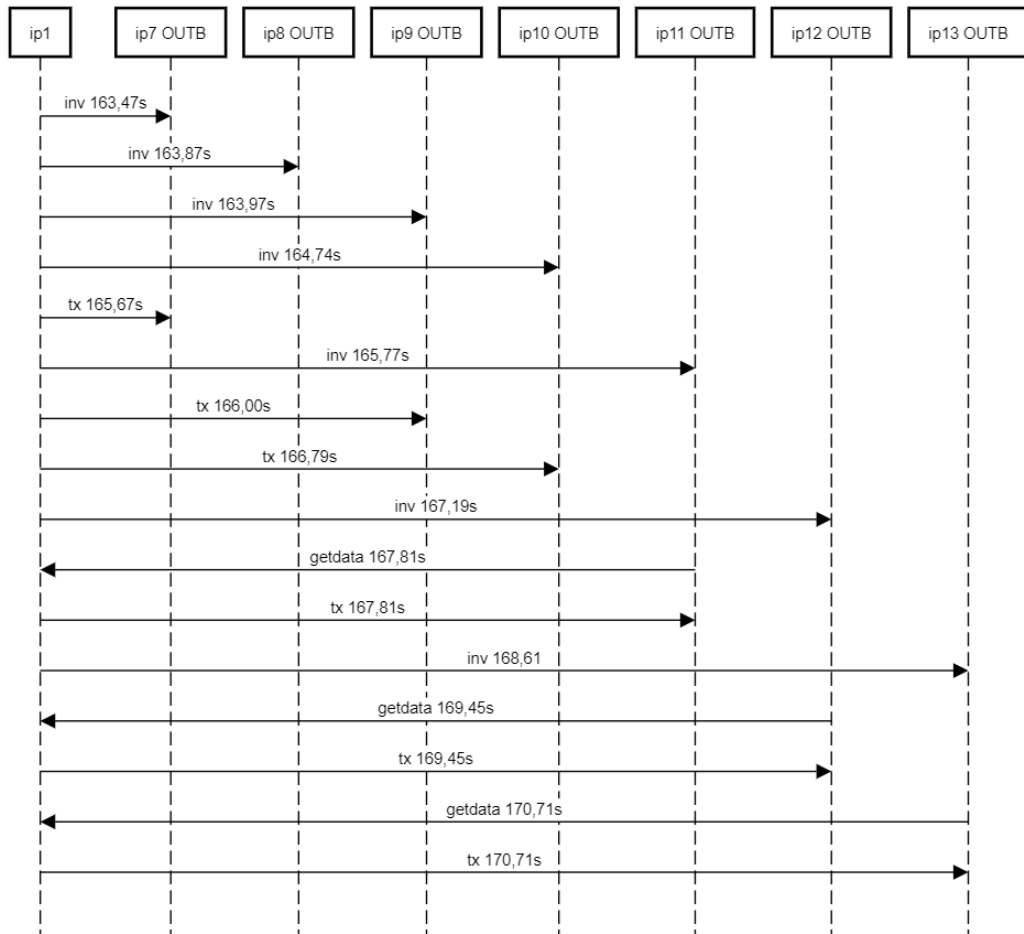 ip1
ip7 OUTB
ip8 OUTB
ip9 OUTB
ip10 OUTB
ip11 OUTB
ip12 OUTB
ip13 OUTB
inv 163,47s
inv 163,87s
inv 163,97s
inv 164,74s
tx 165,67s
inv 165,77s
tx 166,00s
tx 166,79s
inv 167,19s
getdata 167,81s
tx 167,81s
inv 168,61
getdata 169,45s
tx 169,45s
getdata 170,71s
tx 170,71s